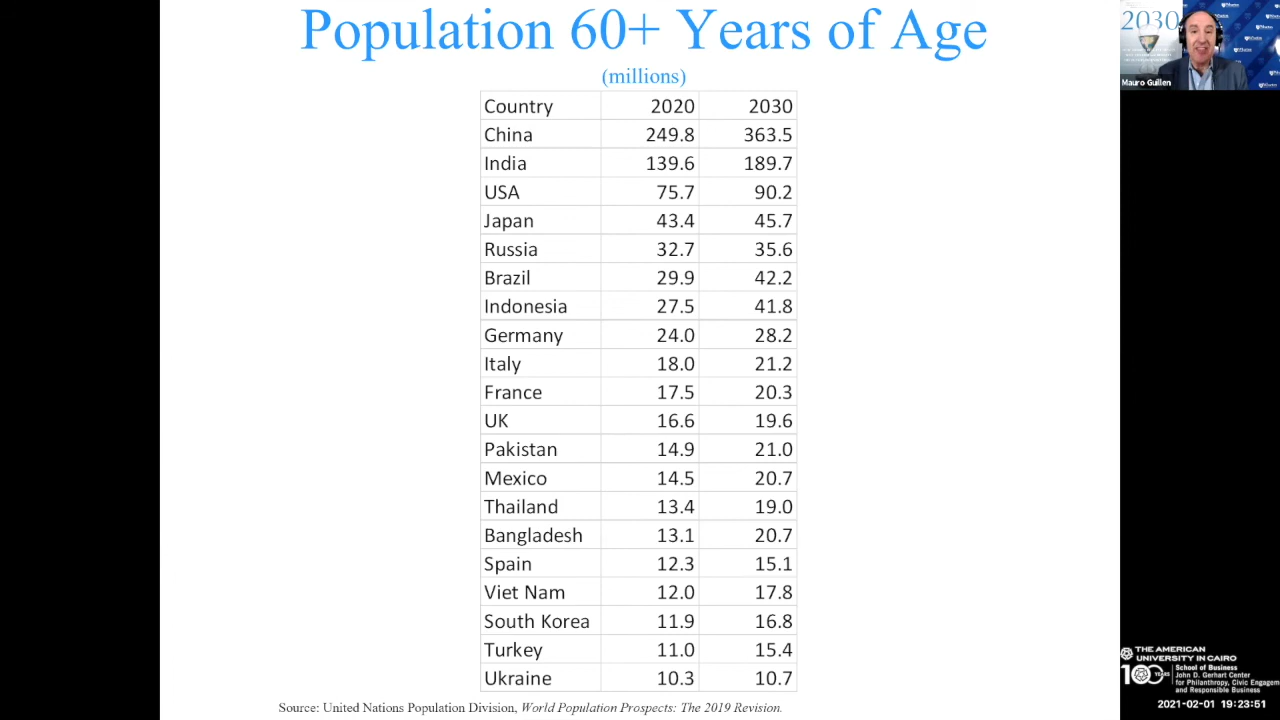 Population 60+ Years of Age
(millions)
Country 2020 2030
China 249.8 363.5
India 139.6 189.7
USA 75.7 90.2
Japan 43.4 45.7
Russia 32.7 35.6
Brazil 29.9 42.2
Indonesia 27.5 41.8
Germany 24.0 28.2
Italy 18.0 21.2
France 17.5 20.3
UK 16.6 19.6
Pakistan 14.9 21.0
Mexico 14.5 20.7
Thailand 13.4 19.0
Bangladesh 13.1 20.7
Spain 12.3 15.1
Viet Nam 12.0 17.8
South Korea 11.9 16.8
Turkey 11.0 15.4
Ukraine 10.3 10.7
Source: United Nations Population Division, World Population Prospects: The 2019 Revision.
2030
Mauro Guillen
THE AMERICAN
UNIVERSITY IN CAIRO
100 YEARS
School of Business
John D. Gerhart Center
for Philanthropy, Civic Engagem
and Responsible Business
2021-02-01 19:23:51